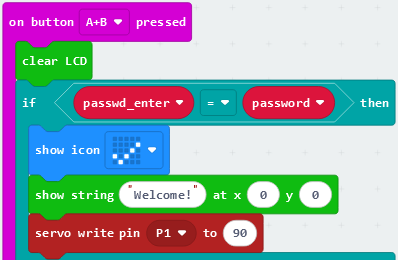 on button A+B pressed
clear LCD
if passwd_enter = password then
show icon
show string "Welcome!" at x 0 y 0
servo write pin P1 to 90